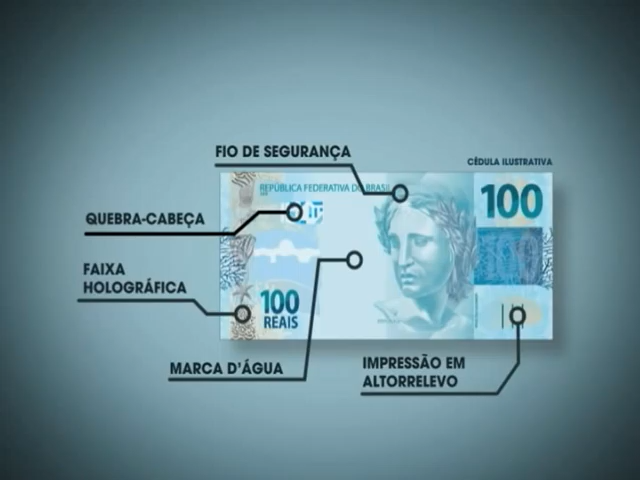 FIO DE SEGURANÇA
CÉDULA ILUSTRATIVA
REPÚBLICA FEDERATIVA DO BRASIL
100
QUEBRA-CABEÇA
FAIXA
HOLOGRÁFICA
100
REAIS
MARCA D'ÁGUA
IMPRESSÃO EM
ALTORRELEVO